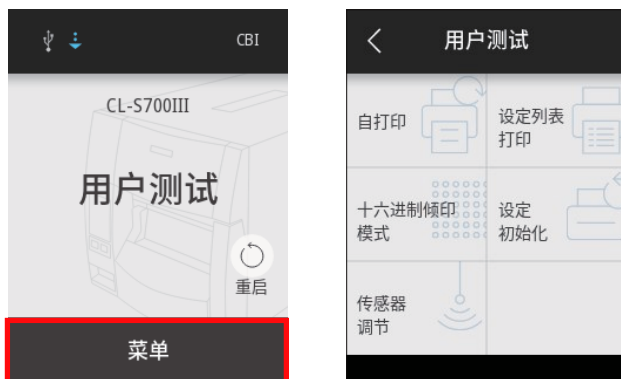 CBI
CL-S700III
用户测试
重启
菜单
用户测试
自打印
设定列表
打印
十六进制倾印
模式
设定
初始化
传感器
调节